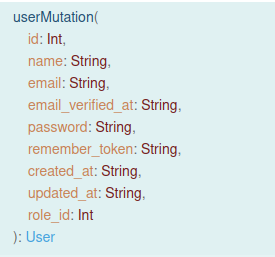 userMutation(
id: Int,
name: String,
email: String,
email_verified_at: String,
password: String,
remember_token: String,
created_at: String,
updated_at: String,
role_id: Int
): User